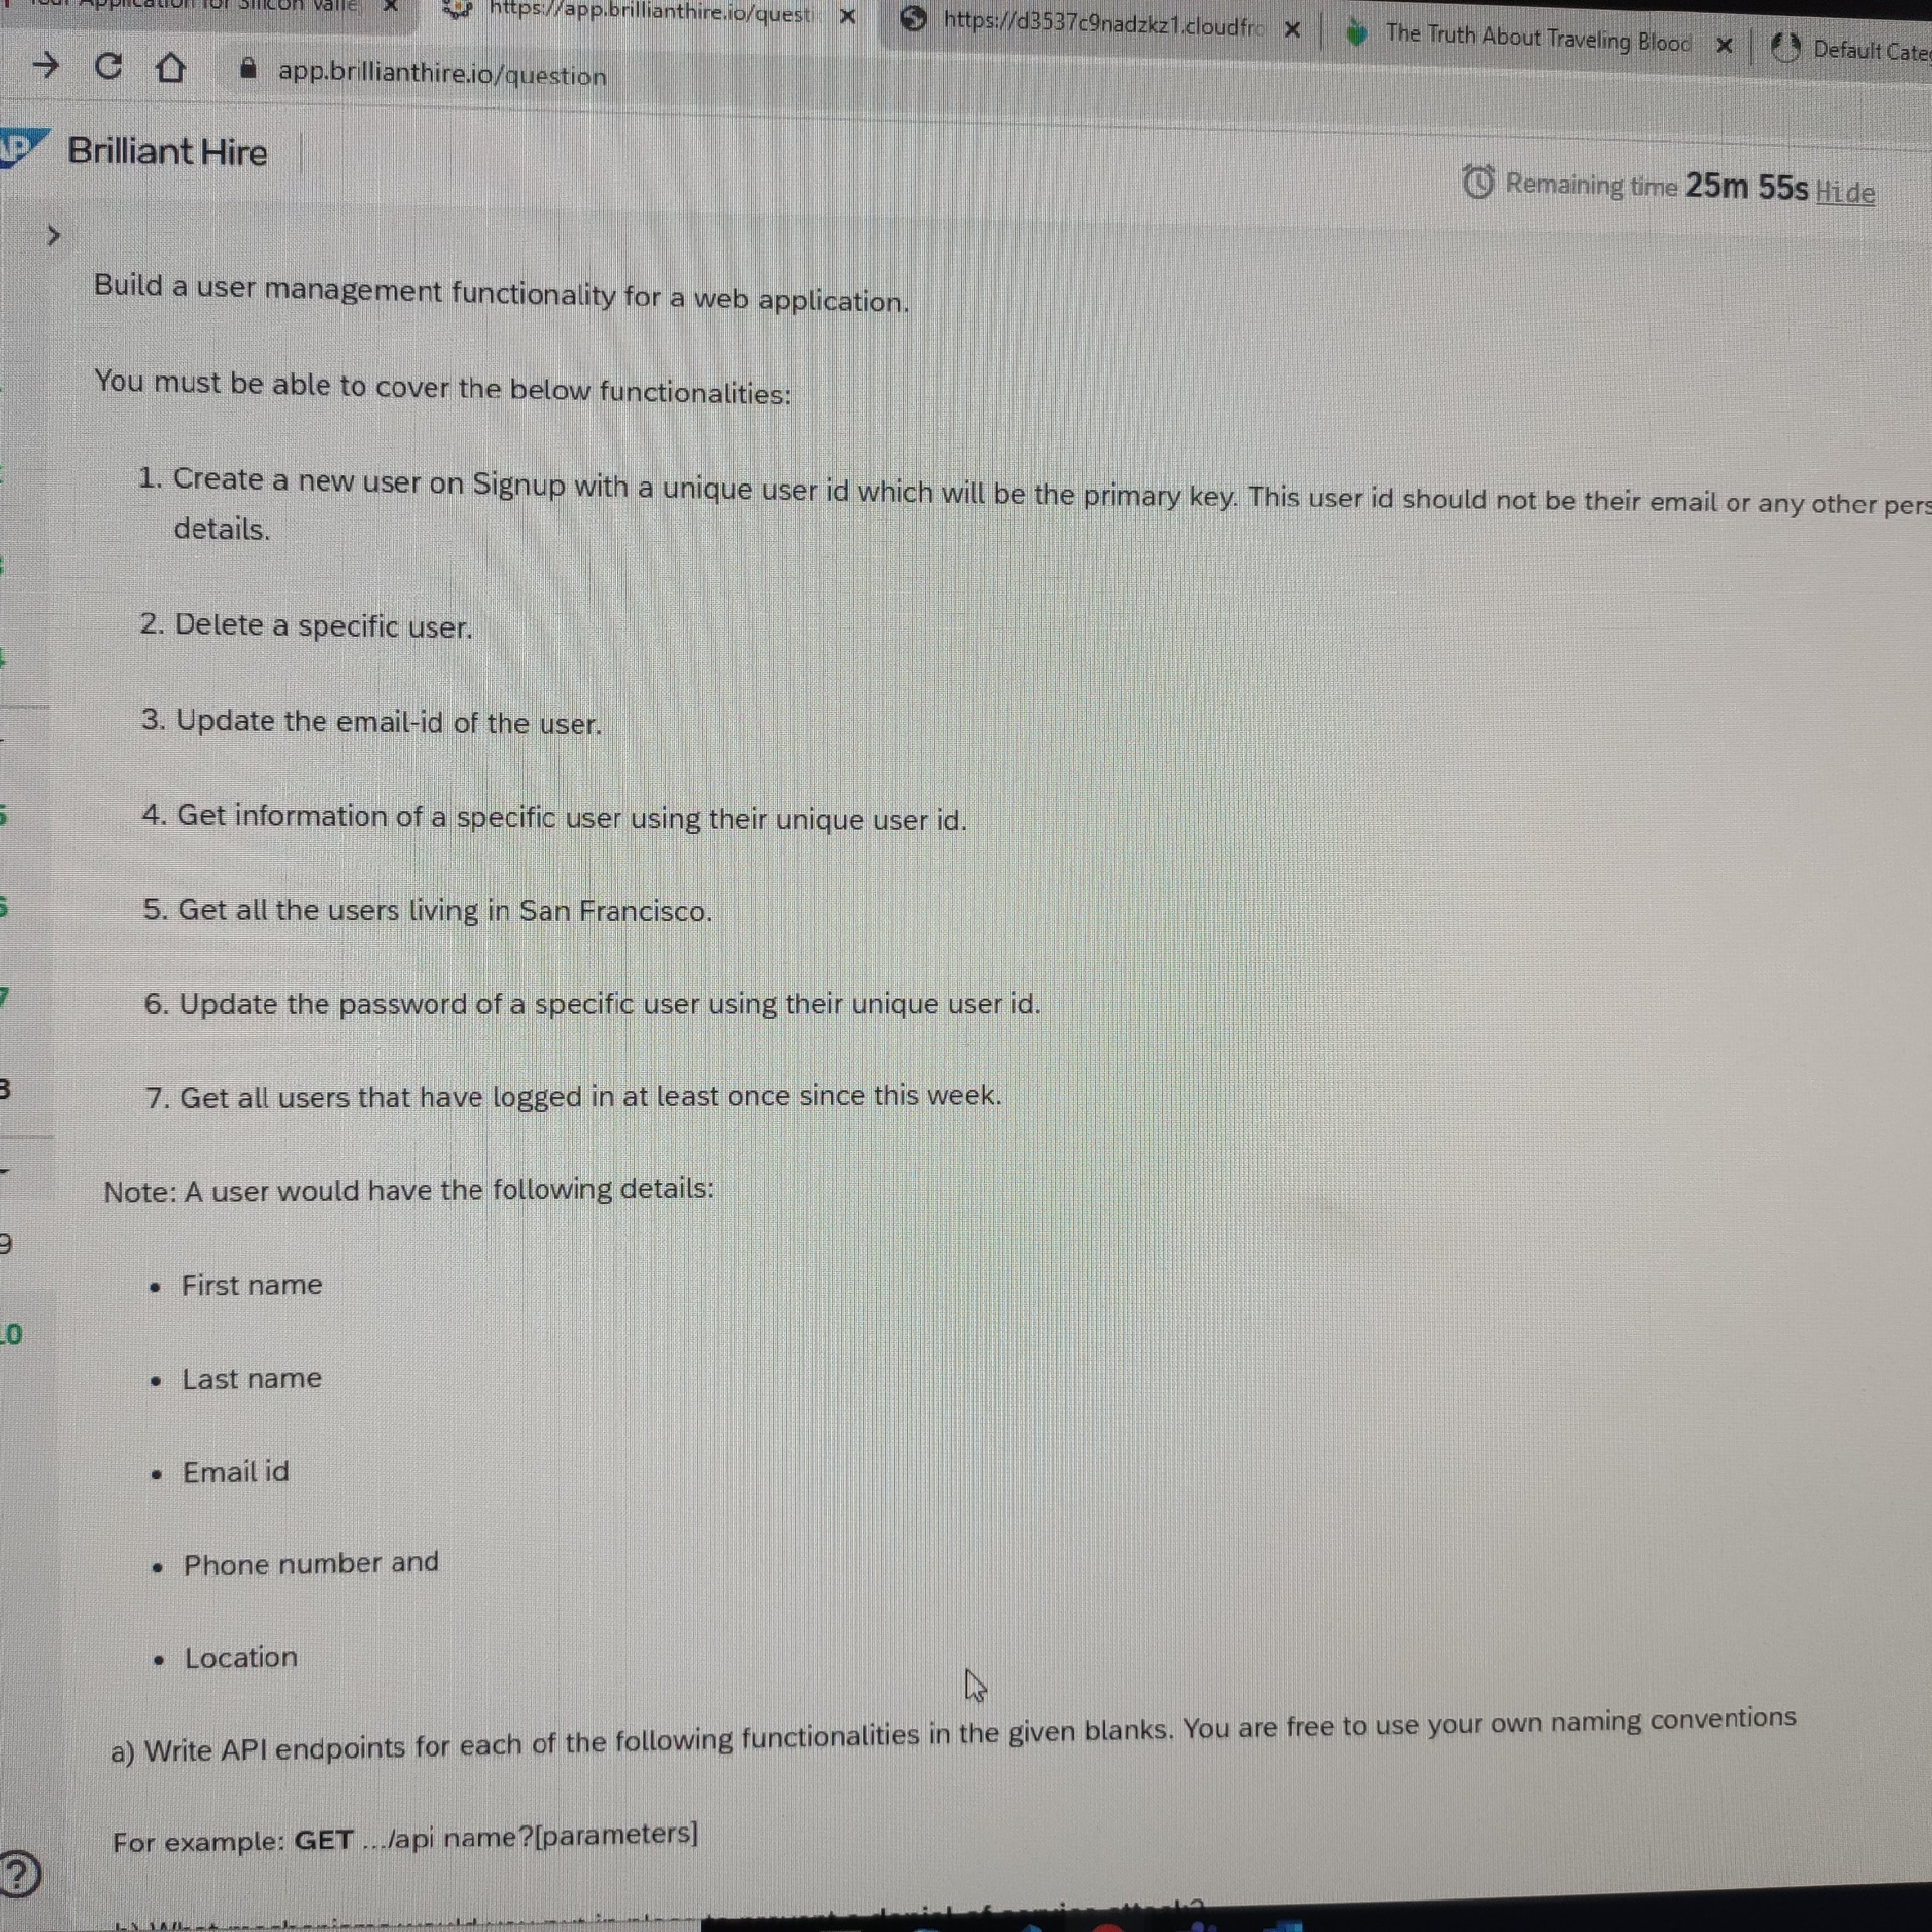 https://app.brillianthire.io/questi
https://d3537c9nadzkz1.cloudfro
The Truth About Traveling Blood
Default Categ
app.brillianthire.io/question
Brilliant Hire
Remaining time 25m 55s Hide
Build a user management functionality for a web application.
You must be able to cover the below functionalities:
1. Create a new user on Signup with a unique user id which will be the primary key. This user id should not be their email or any other pers
details.
2. Delete a specific user.
3. Update the email-id of the user.
4. Get information of a specific user using their unique user id.
5. Get all the users living in San Francisco.
6. Update the password of a specific user using their unique user id.
7. Get all users that have logged in at least once since this week.
Note: A user would have the following details:
9
• First name
10
• Last name
• Email id
• Phone number and
• Location
a) Write API endpoints for each of the following functionalities in the given blanks. You are free to use your own naming conventions
For example: GET .../api name?[parameters]
?